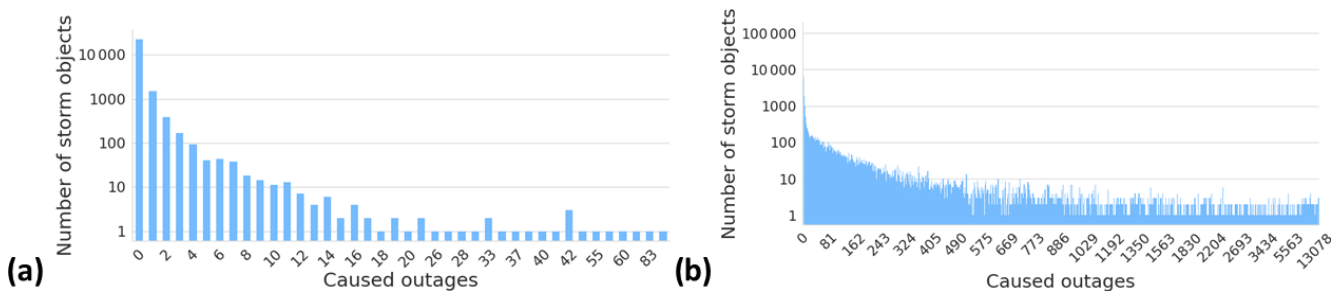 Number of storm objects
10 000
1000
100
10
1
0 2 4 6 8 10 12 14 16 18 20 26 28 33 37 40 42 55 60 83
Caused outages
(a)
Number of storm objects
100 000
10 000
1000
100
10
1
0 81 162 243 324 405 490 575 669 773 886 1029 1192 1350 1563 1830 2204 2693 3434 5563 13078
Caused outages
(b)